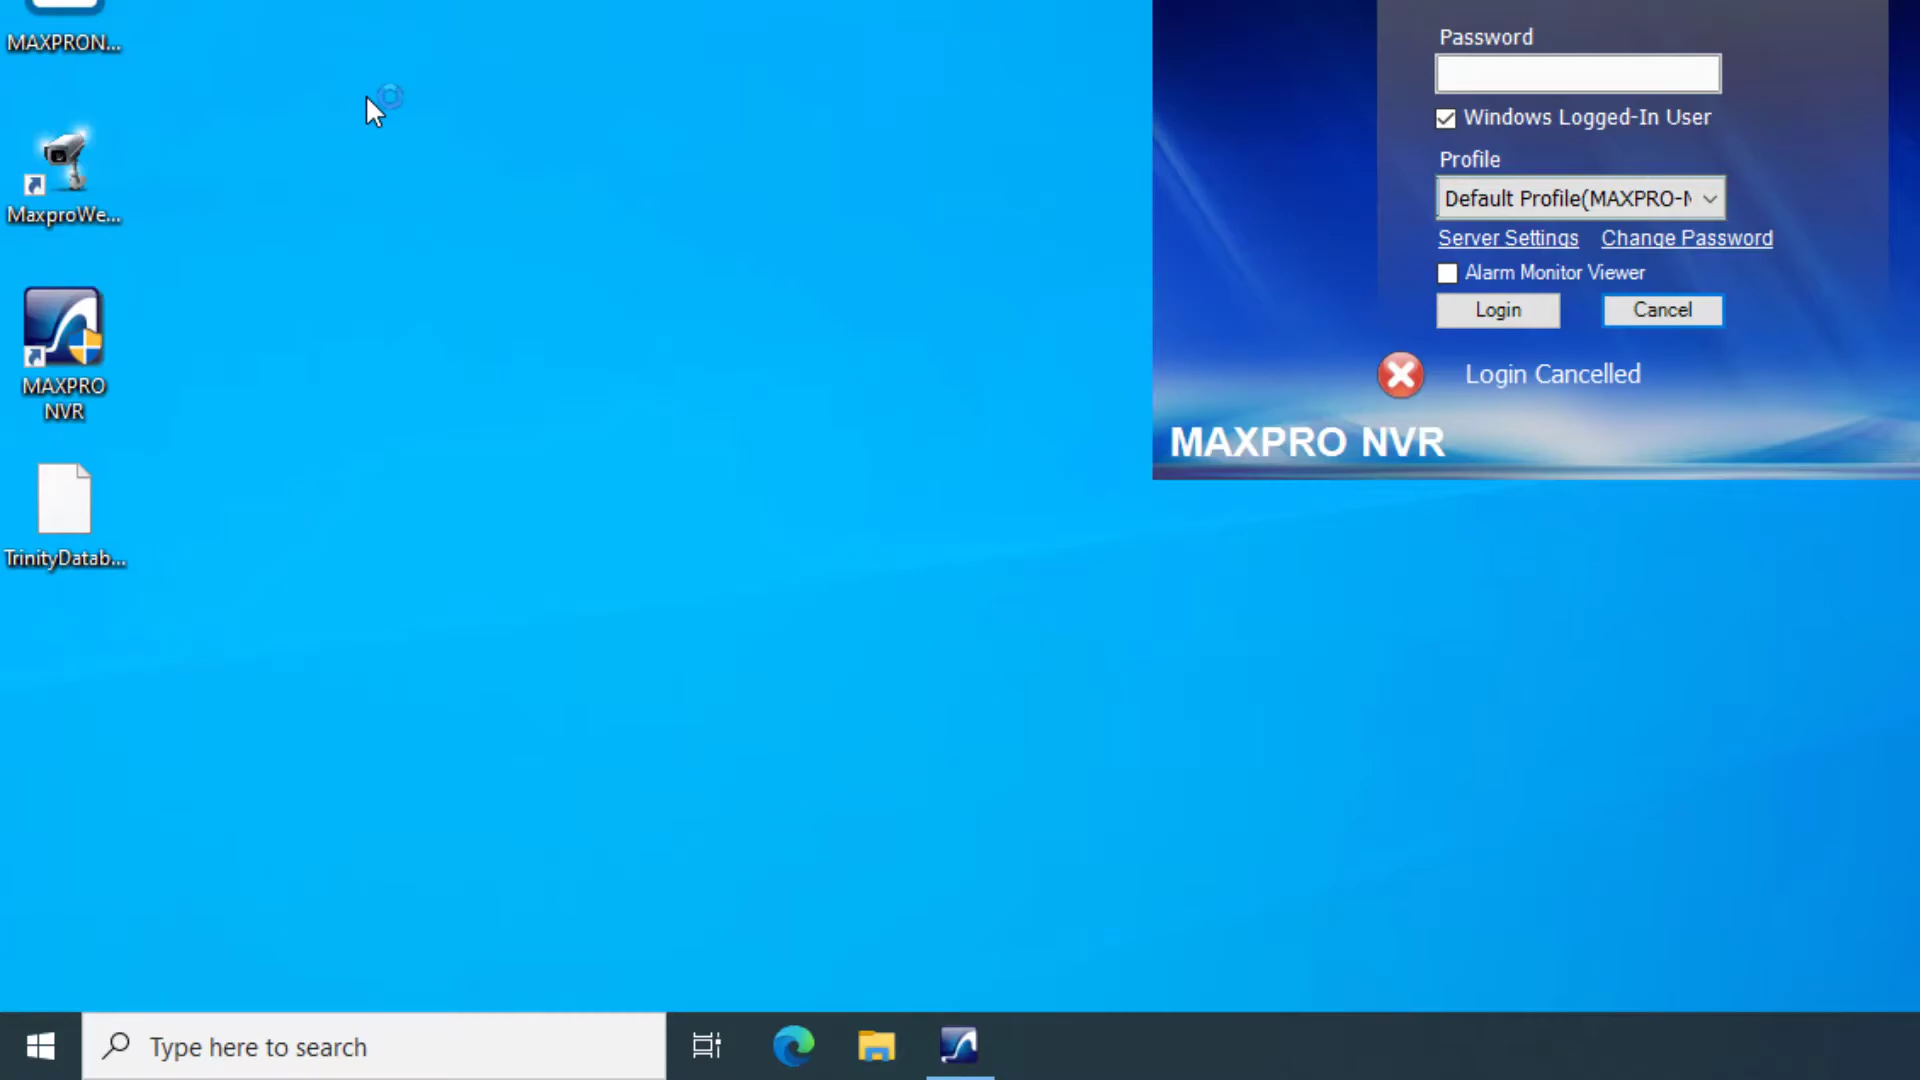 MAXPRON...
MaxproWe...
MAXPRO
NVR
TrinityDatab...
Password
Windows Logged-In User
Profile
Default Profile(MAXPRO-N
Server Settings Change Password
Alarm Monitor Viewer
Login Cancel
Login Cancelled
MAXPRO NVR
Type here to search